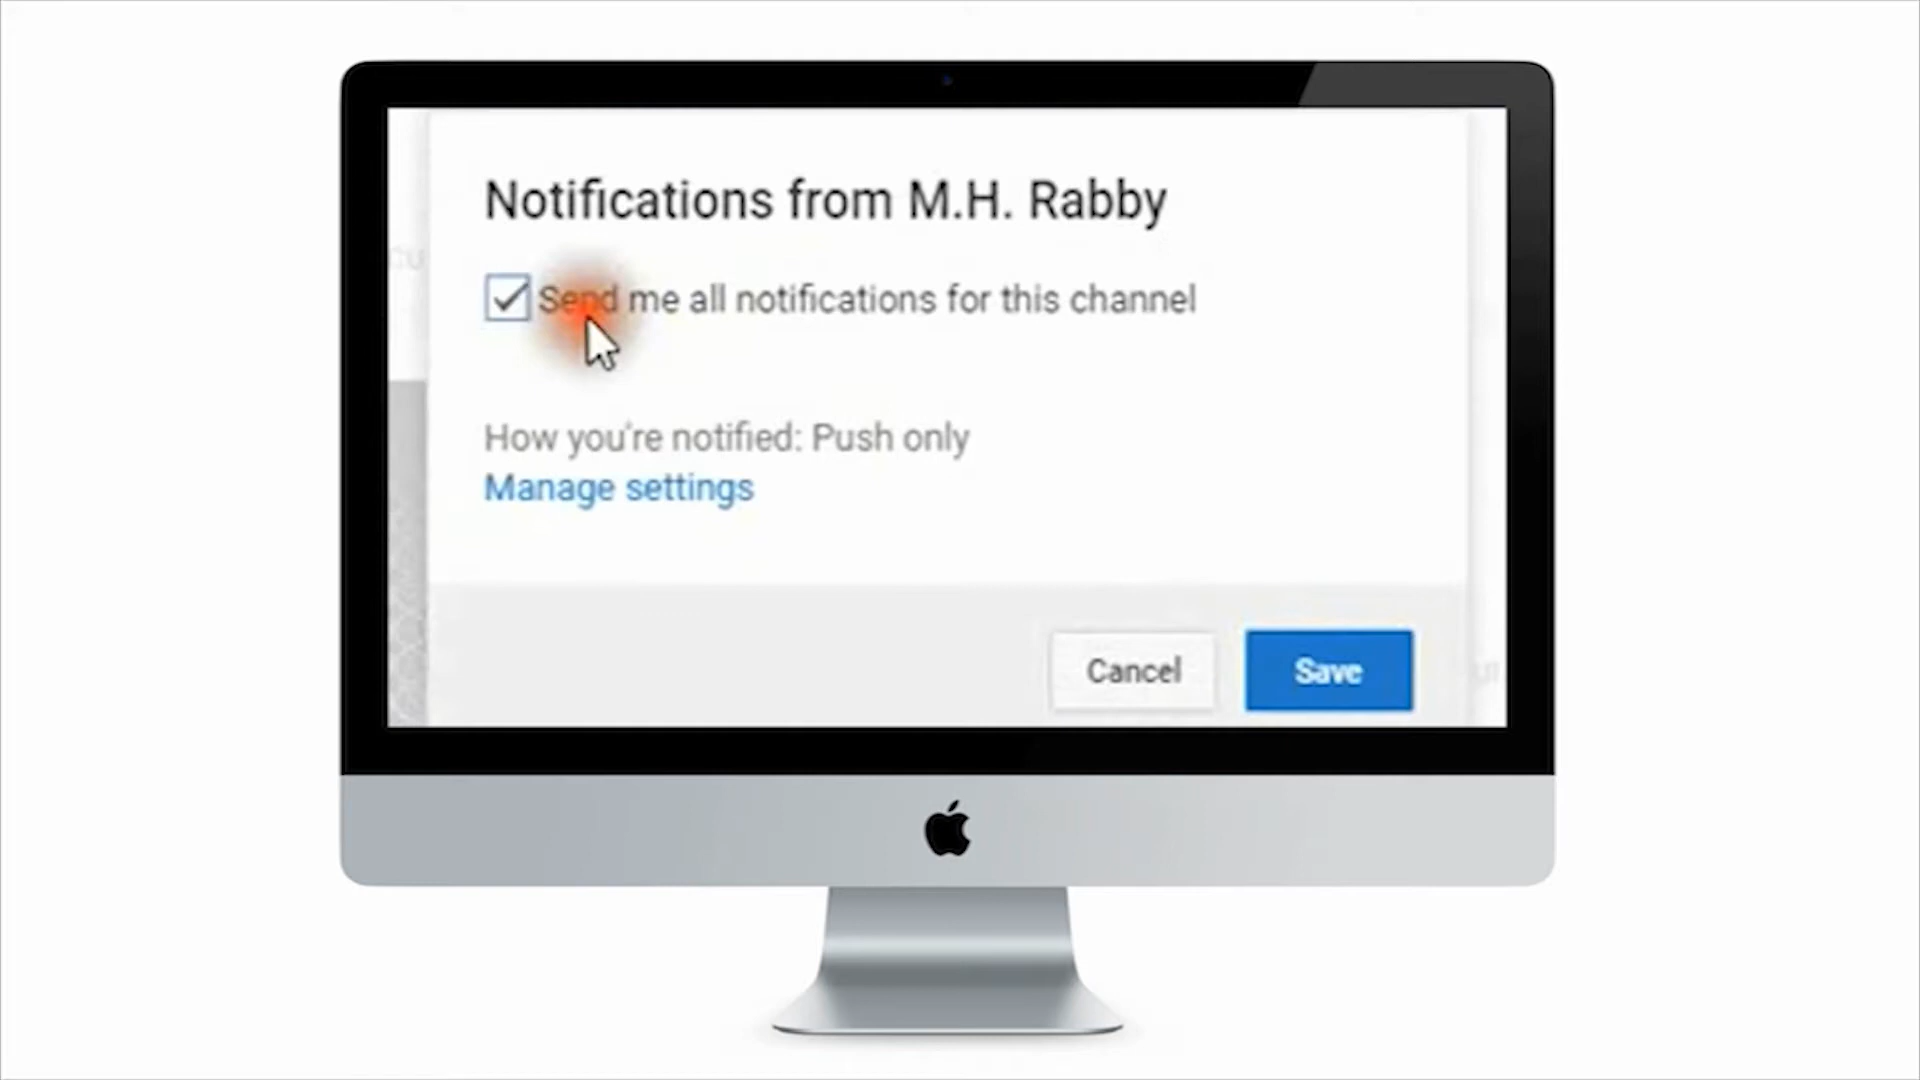 Notifications from M.H. Rabby
Send me all notifications for this channel
How you're notified: Push only
Manage settings
Cancel
Save